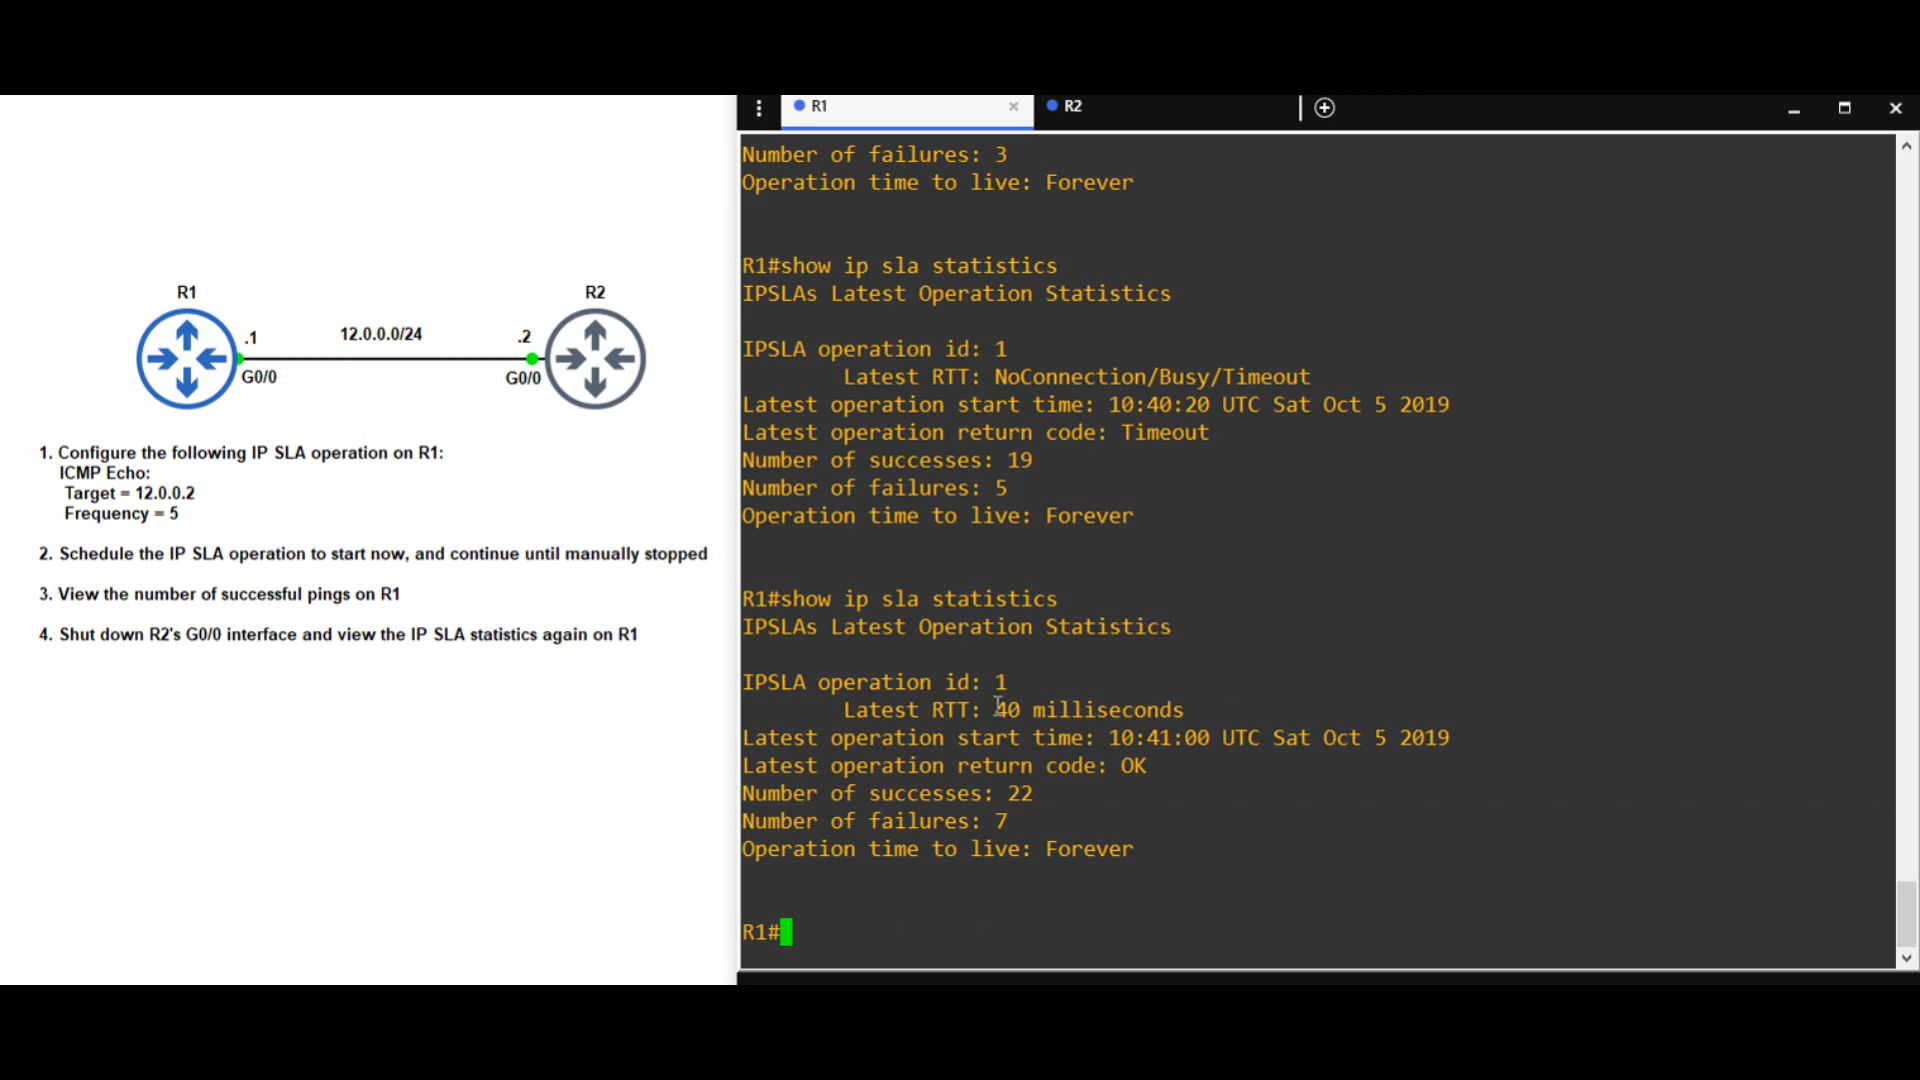 R1
R2
12.0.0.0/24
.1
.2
G0/0
G0/0
1. Configure the following IP SLA operation on R1:
ICMP Echo:
Target = 12.0.0.2
Frequency = 5
2. Schedule the IP SLA operation to start now, and continue until manually stopped
3. View the number of successful pings on R1
4. Shut down R2's G0/0 interface and view the IP SLA statistics again on R1
R1
R2
Number of failures: 3
Operation time to live: Forever
R1#show ip sla statistics
IPSLAs Latest Operation Statistics
IPSLA operation id: 1
Latest RTT: NoConnection/Busy/Timeout
Latest operation start time: 10:40:20 UTC Sat Oct 5 2019
Latest operation return code: Timeout
Number of successes: 19
Number of failures: 5
Operation time to live: Forever
R1#show ip sla statistics
IPSLAs Latest Operation Statistics
IPSLA operation id: 1
Latest RTT: 40 milliseconds
Latest operation start time: 10:41:00 UTC Sat Oct 5 2019
Latest operation return code: OK
Number of successes: 22
Number of failures: 7
Operation time to live: Forever
R1#